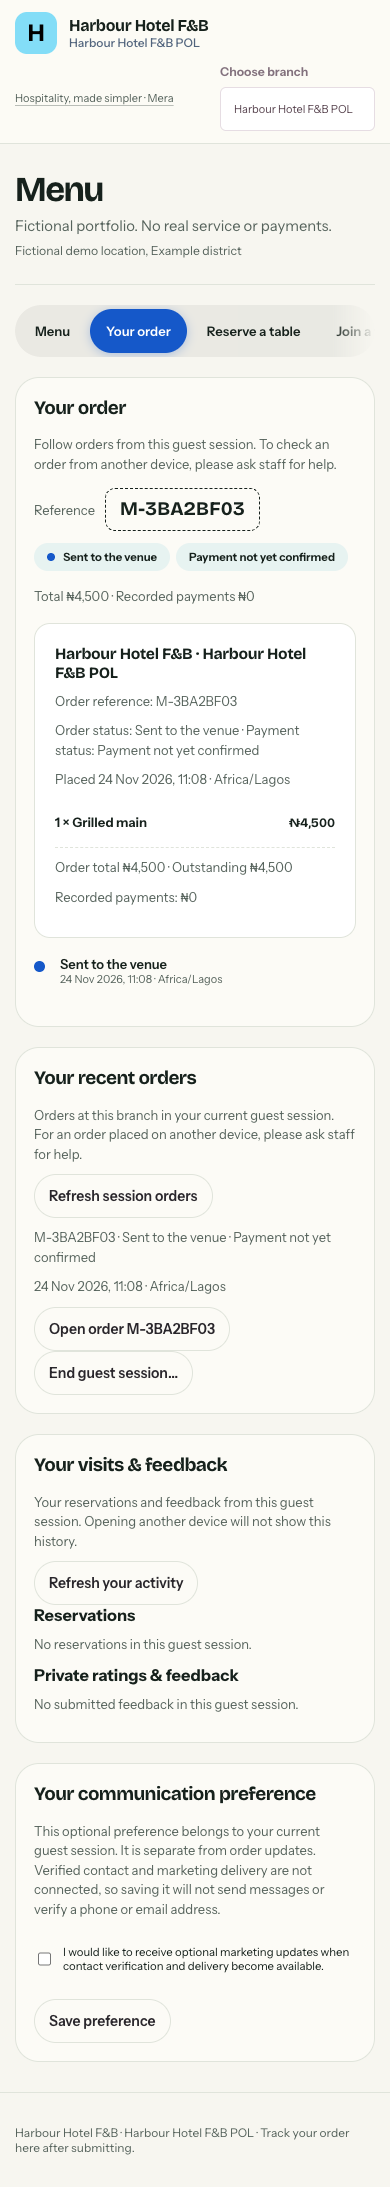 H
Harbour Hotel F&B
Harbour Hotel F&B POL
Choose branch
Hospitality, made simpler · Mera
Harbour Hotel F&B POL
Menu
Fictional portfolio. No real service or payments.
Fictional demo location, Example district
Menu
Your order
Reserve a table
Join a
Your order
Follow orders from this guest session. To check an
order from another device, please ask staff for help.
Reference M-3BA2BF03
Sent to the venue
Payment not yet confirmed
Total ₦4,500 · Recorded payments ₦0
Harbour Hotel F&B · Harbour Hotel
F&B POL
Order reference: M-3BA2BF03
Order status: Sent to the venue · Payment
status: Payment not yet confirmed
Placed 24 Nov 2026, 11:08 · Africa/Lagos
1 × Grilled main ₦4,500
Order total ₦4,500 · Outstanding ₦4,500
Recorded payments: ₦0
Sent to the venue
24 Nov 2026, 11:08 · Africa/Lagos
Your recent orders
Orders at this branch in your current guest session.
For an order placed on another device, please ask staff
for help.
Refresh session orders
M-3BA2BF03 · Sent to the venue · Payment not yet
confirmed
24 Nov 2026, 11:08 · Africa/Lagos
Open order M-3BA2BF03
End guest session...
Your visits & feedback
Your reservations and feedback from this guest
session. Opening another device will not show this
history.
Refresh your activity
Reservations
No reservations in this guest session.
Private ratings & feedback
No submitted feedback in this guest session.
Your communication preference
This optional preference belongs to your current
guest session. It is separate from order updates.
Verified contact and marketing delivery are not
connected, so saving it will not send messages or
verify a phone or email address.
I would like to receive optional marketing updates when
contact verification and delivery become available.
Save preference
Harbour Hotel F&B · Harbour Hotel F&B POL · Track your order
here after submitting.